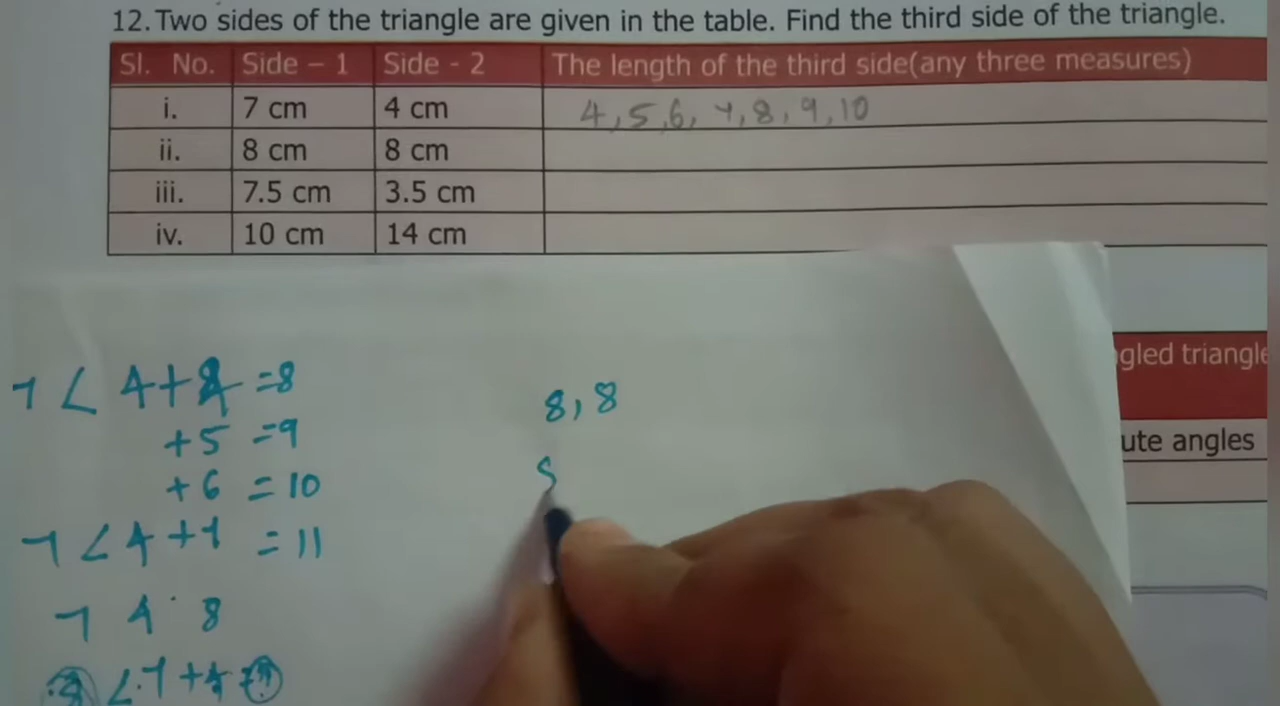 12. Two sides of the triangle are given in the table. Find the third side of the triangle.
Sl. No. Side – 1 Side - 2 The length of the third side(any three measures)
i. 7 cm 4 cm 4,5,6,7,8,9,10
ii. 8 cm 8 cm
iii. 7.5 cm 3.5 cm
iv. 10 cm 14 cm
gled triangle
ute angles
7 < 4+4 =8
+5 =9
+6 =10
7 < 4+7 =11
7 4 8
< 7+4
8, 8